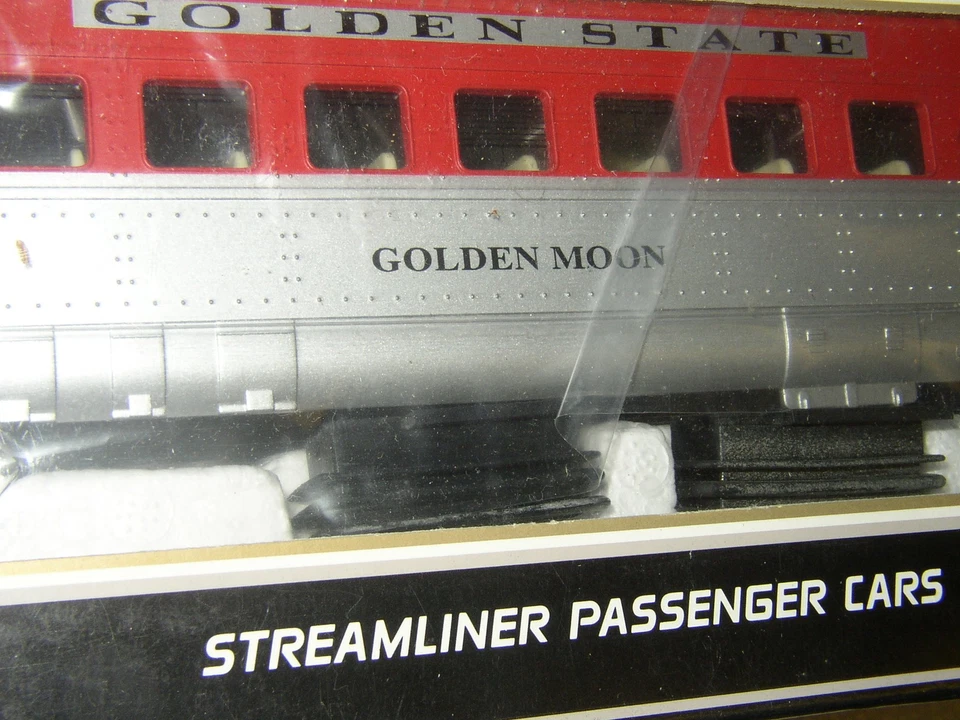 GOLDEN STATE
GOLDEN MOON
STREAMLINER PASSENGER CARS